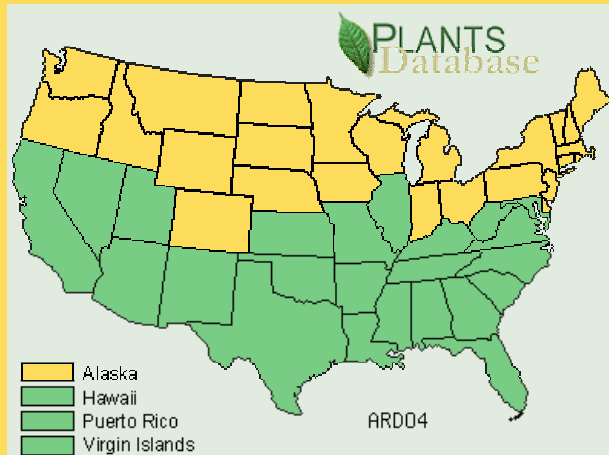 PLANTS
Database
Alaska
Hawaii
Puerto Rico
Virgin Islands
ARDO4